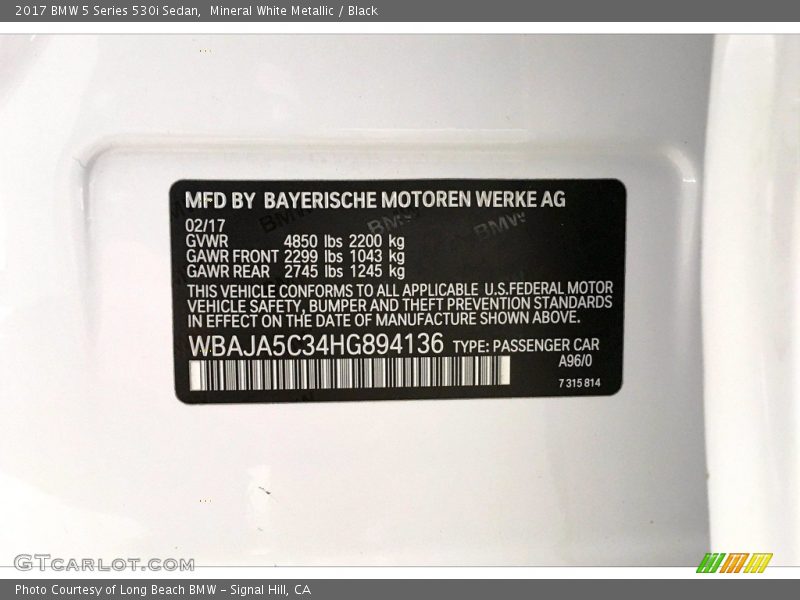 2017 BMW 5 Series 530i Sedan,  Mineral White Metallic / Black
MFD BY BAYERISCHE MOTOREN WERKE AG
02/17
GVWR 4850 lbs 2200 kg
GAWR FRONT 2299 lbs 1043 kg
GAWR REAR 2745 lbs 1245 kg
THIS VEHICLE CONFORMS TO ALL APPLICABLE U.S.FEDERAL MOTOR
VEHICLE SAFETY, BUMPER AND THEFT PREVENTION STANDARDS
IN EFFECT ON THE DATE OF MANUFACTURE SHOWN ABOVE.
WBAJA5C34HG894136 TYPE: PASSENGER CAR
A96/0
7 315 814
GTCARLOT.COM
Photo Courtesy of Long Beach BMW - Signal Hill, CA